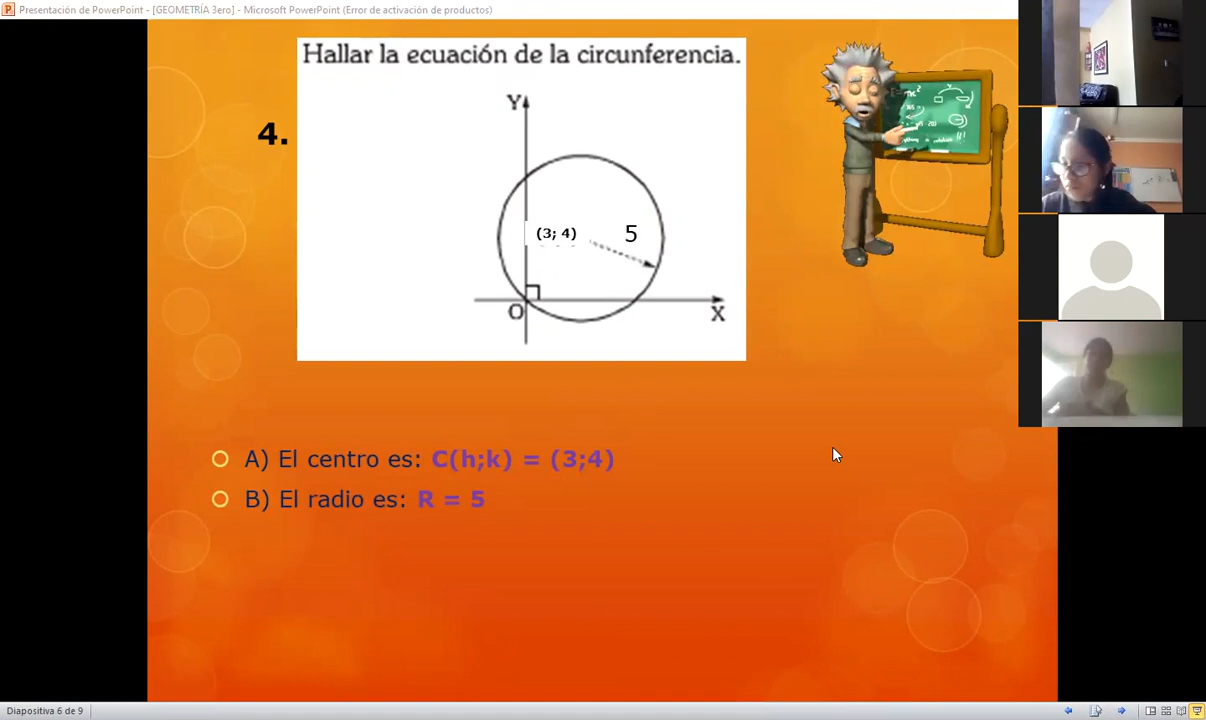 Presentación de PowerPoint - [GEOMETRÍA 3ero] - Microsoft PowerPoint (Error de activación de productos)
Hallar la ecuación de la circunferencia.
4.
Y
(3; 4)
5
O
X
A) El centro es: C(h;k) = (3;4)
B) El radio es: R = 5
Diapositiva 6 de 9